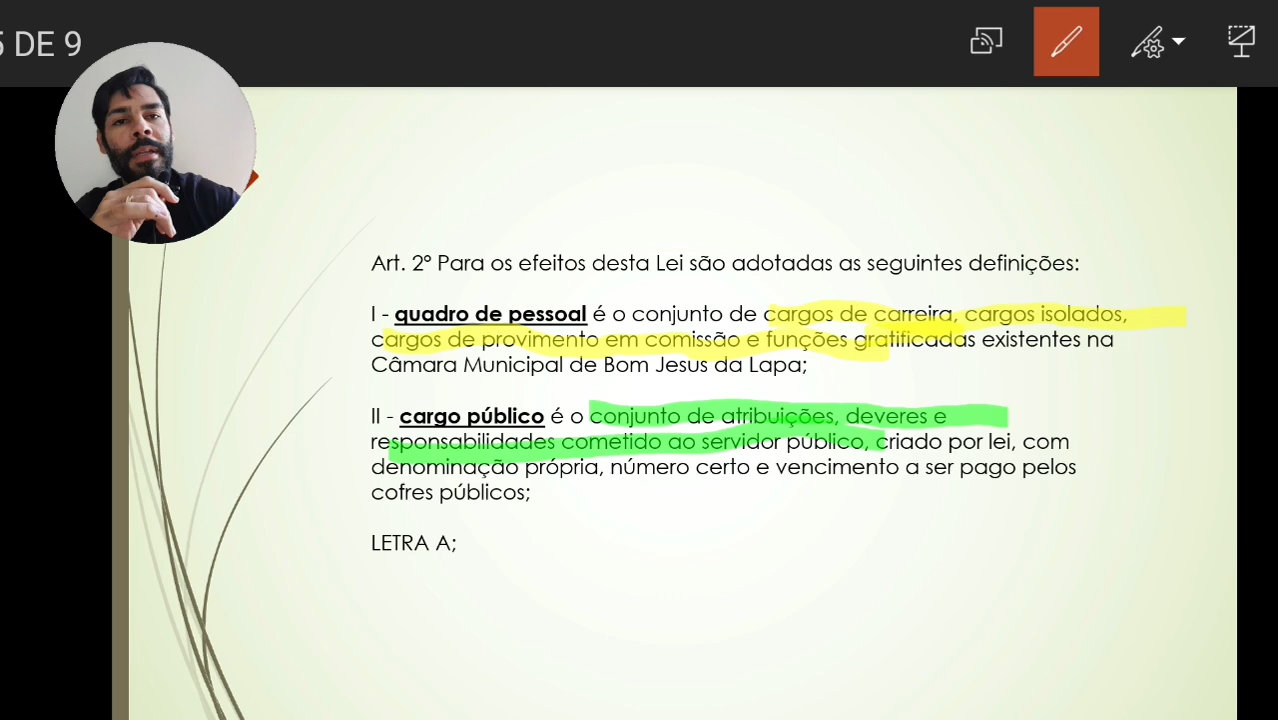 5 DE 9
Art. 2º Para os efeitos desta Lei são adotadas as seguintes definições:
I - quadro de pessoal é o conjunto de cargos de carreira, cargos isolados,
cargos de provimento em comissão e funções gratificadas existentes na
Câmara Municipal de Bom Jesus da Lapa;
II - cargo público é o conjunto de atribuições, deveres e
responsabilidades cometido ao servidor público, criado por lei, com
denominação própria, número certo e vencimento a ser pago pelos
cofres públicos;
LETRA A;